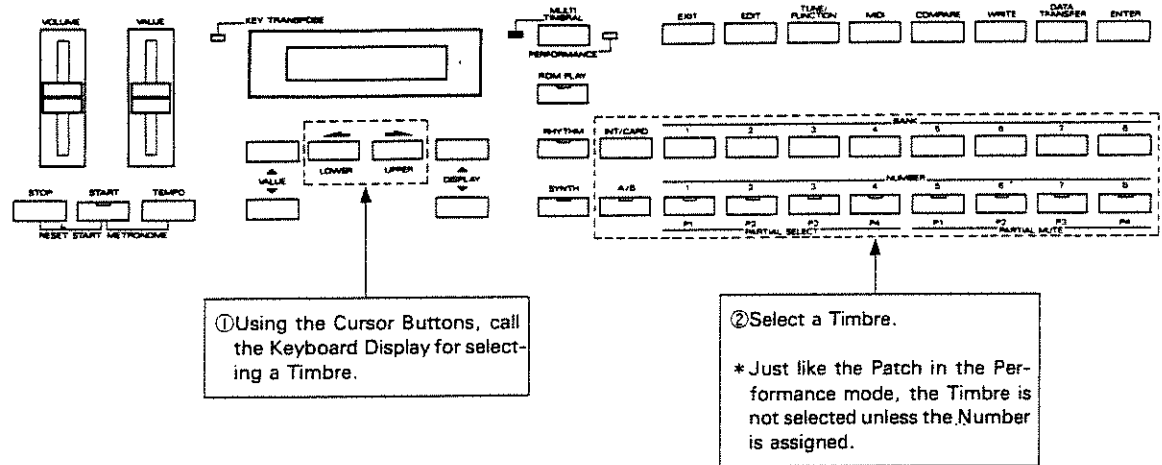 VOLUME
VALUE
KEY TRANSPOSE
MULTI TIMBRAL
PERFORMANCE
EXIT
EDIT
TUNE/FUNCTION
MIDI
COMPARE
WRITE
DATA TRANSFER
ENTER
ROM PLAY
BANK
RHYTHM
INT/CARD
1 2 3 4 5 6 7 8
LOWER
UPPER
VALUE
DISPLAY
NUMBER
STOP
START
TEMPO
RESET START
METRONOME
SYNTH
A/B
1 2 3 4 5 6 7 8
P1 P2 P3 P4 P1 P2 P3 P4
PARTIAL SELECT
PARTIAL MUTE
①Using the Cursor Buttons, call
the Keyboard Display for select-
ing a Timbre.
②Select a Timbre.
* Just like the Patch in the Per-
formance mode, the Timbre is
not selected unless the Number
is assigned.